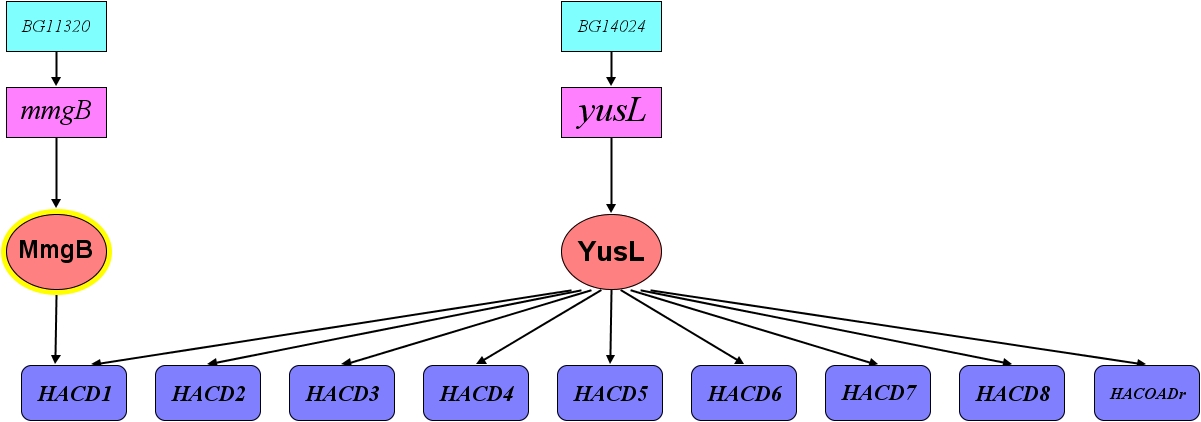 BG11320
BG14024
mmgB
yusL
MmgB
YusL
HACD1
HACD2
HACD3
HACD4
HACD5
HACD6
HACD7
HACD8
HACOADr